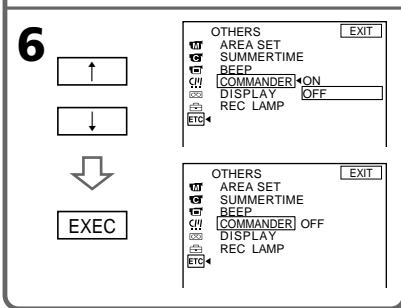 6
↑
↓
EXEC
OTHERS EXIT
AREA SET
SUMMERTIME
BEEP
COMMANDER ON
DISPLAY OFF
REC LAMP
ETC
OTHERS EXIT
AREA SET
SUMMERTIME
BEEP
COMMANDER OFF
DISPLAY
REC LAMP
ETC